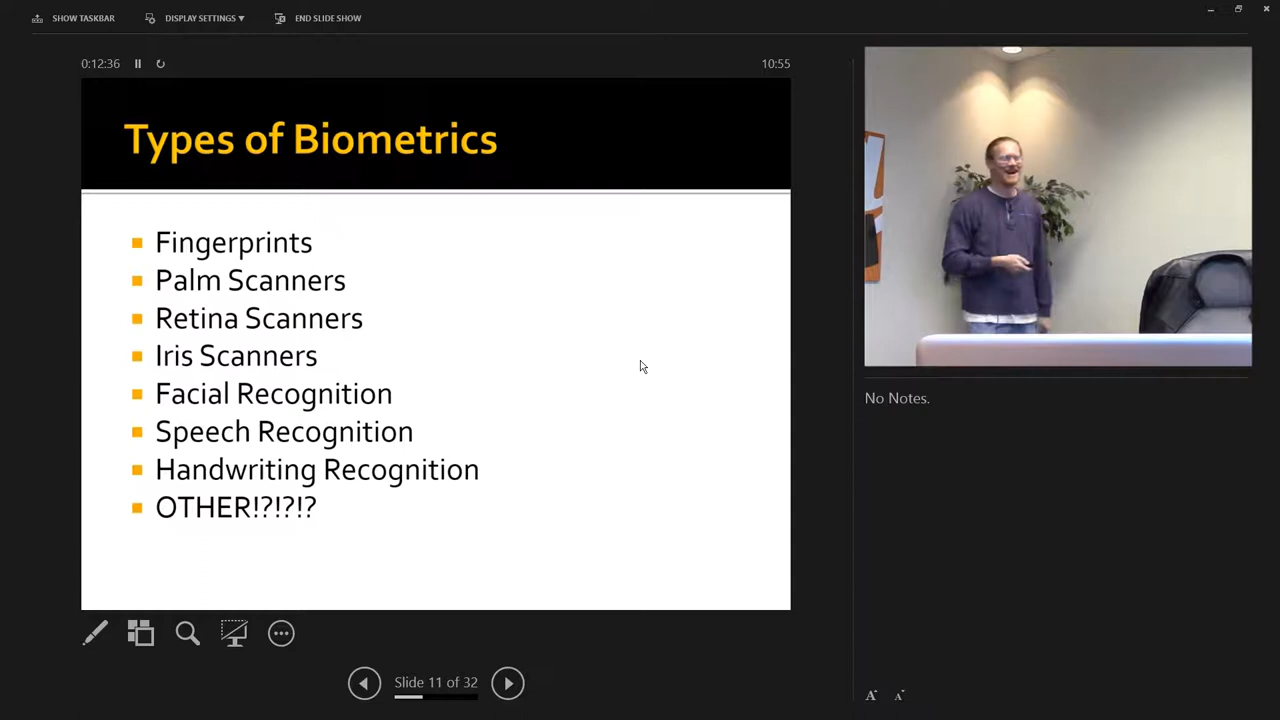 SHOW TASKBAR
DISPLAY SETTINGS ▼
END SLIDE SHOW
0:12:36
10:55
Types of Biometrics
Fingerprints
Palm Scanners
Retina Scanners
Iris Scanners
Facial Recognition
Speech Recognition
Handwriting Recognition
OTHER!?!?!?
No Notes.
Slide 11 of 32
A A